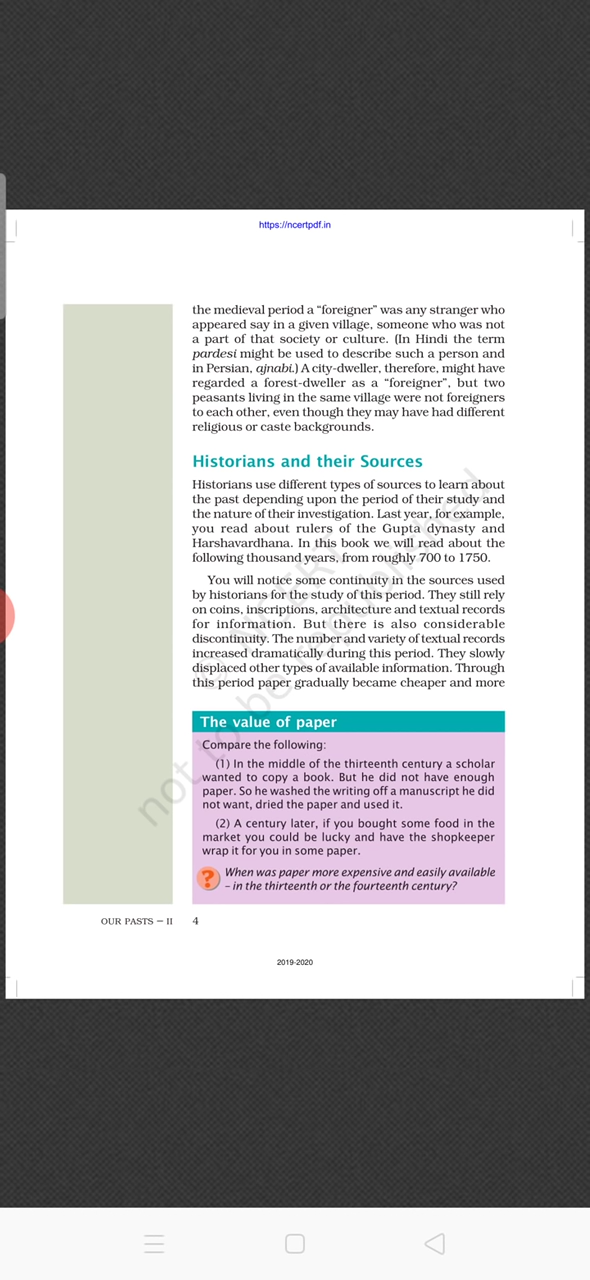 https://ncertpdf.in
the medieval period a “foreigner” was any stranger who
appeared say in a given village, someone who was not
a part of that society or culture. (In Hindi the term
pardesi might be used to describe such a person and
in Persian, ajnabi.) A city-dweller, therefore, might have
regarded a forest-dweller as a “foreigner”, but two
peasants living in the same village were not foreigners
to each other, even though they may have had different
religious or caste backgrounds.
Historians and their Sources
Historians use different types of sources to learn about
the past depending upon the period of their study and
the nature of their investigation. Last year, for example,
you read about rulers of the Gupta dynasty and
Harshavardhana. In this book we will read about the
following thousand years, from roughly 700 to 1750.
You will notice some continuity in the sources used
by historians for the study of this period. They still rely
on coins, inscriptions, architecture and textual records
for information. But there is also considerable
discontinuity. The number and variety of textual records
increased dramatically during this period. They slowly
displaced other types of available information. Through
this period paper gradually became cheaper and more
The value of paper
Compare the following:
(1) In the middle of the thirteenth century a scholar
wanted to copy a book. But he did not have enough
paper. So he washed the writing off a manuscript he did
not want, dried the paper and used it.
(2) A century later, if you bought some food in the
market you could be lucky and have the shopkeeper
wrap it for you in some paper.
?
When was paper more expensive and easily available
– in the thirteenth or the fourteenth century?
OUR PASTS – II 4
2019-2020
© NCERT
not to be republished